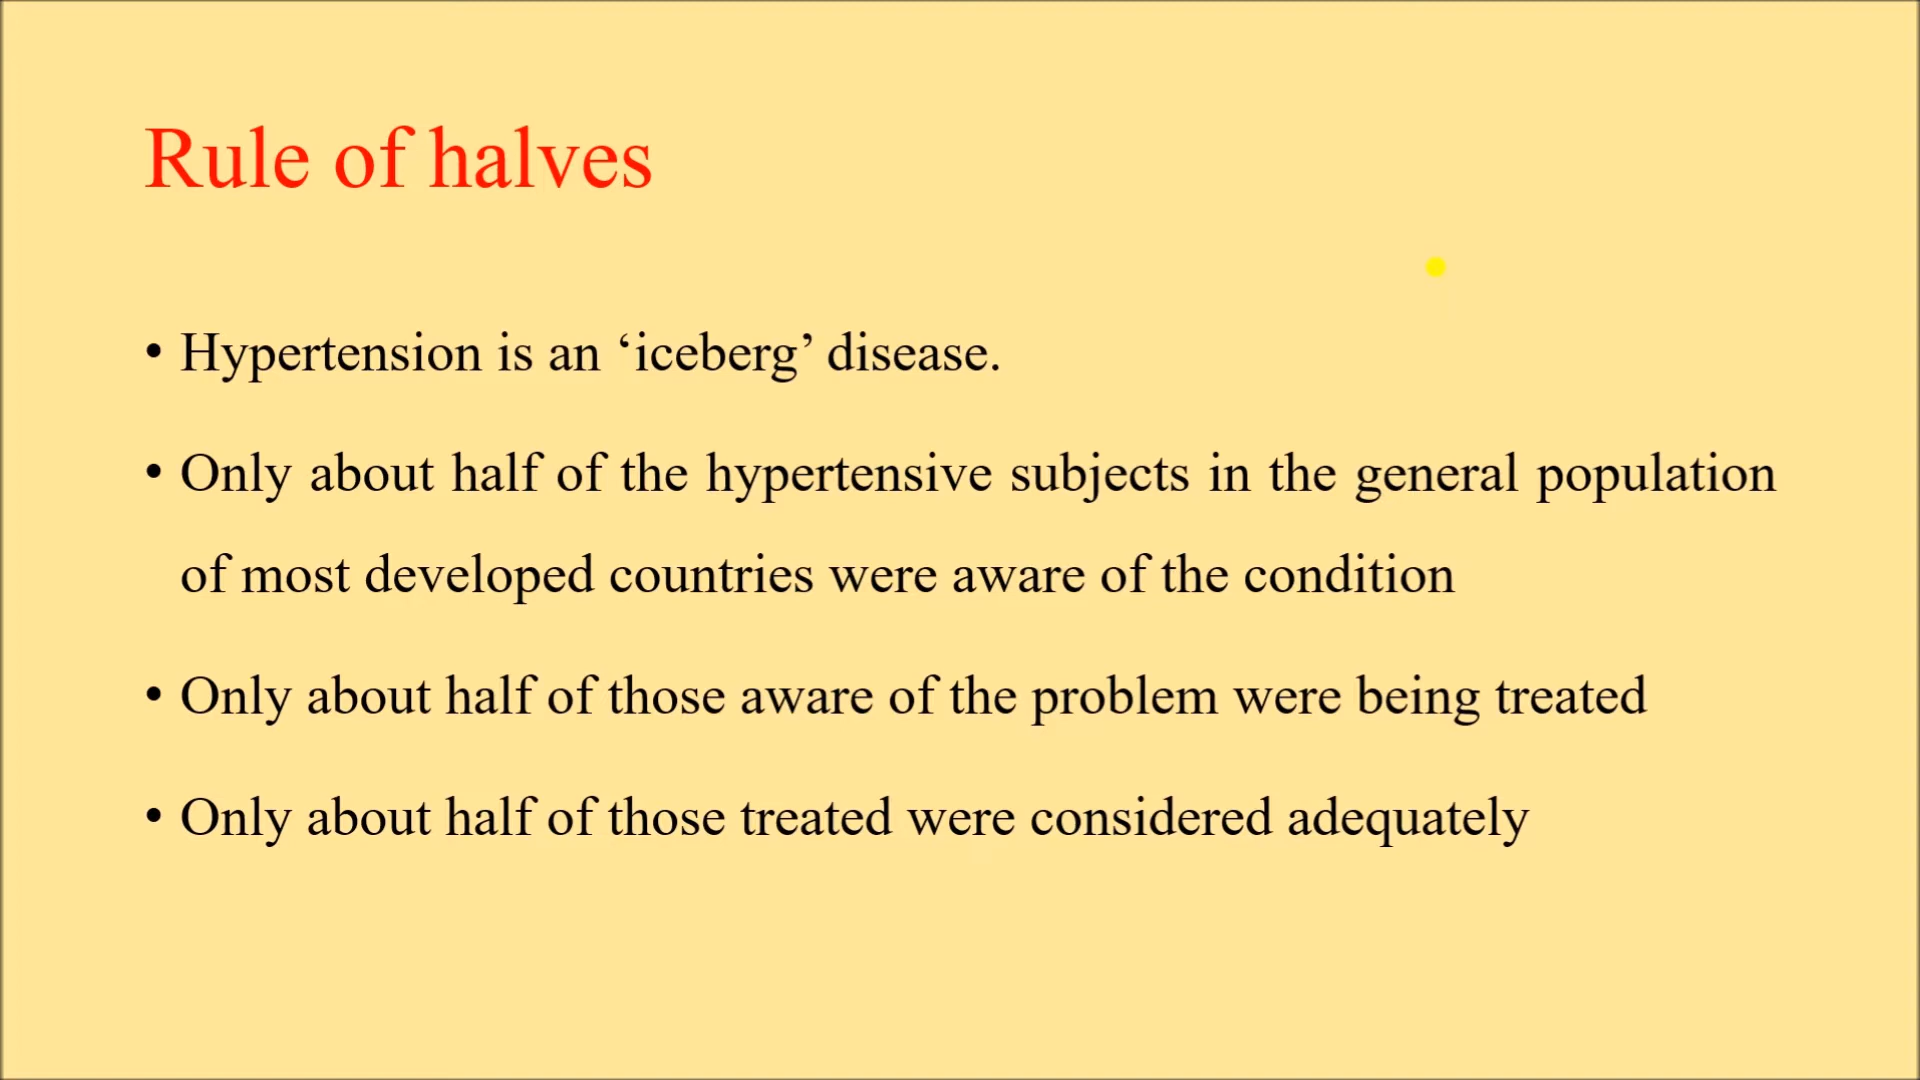 Rule of halves
• Hypertension is an ‘iceberg’ disease.
• Only about half of the hypertensive subjects in the general population
of most developed countries were aware of the condition
• Only about half of those aware of the problem were being treated
• Only about half of those treated were considered adequately